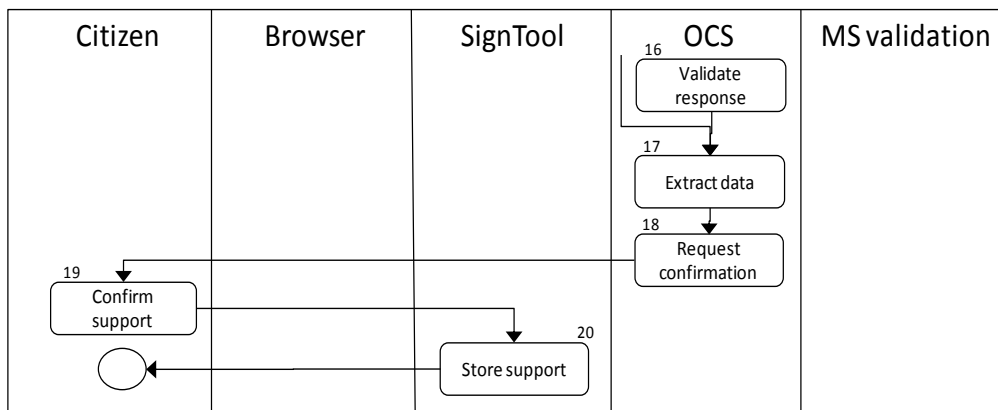 Citizen
Browser
SignTool
OCS
MS validation
16
Validate
response
17
Extract data
18
Request
confirmation
19
Confirm
support
20
Store support